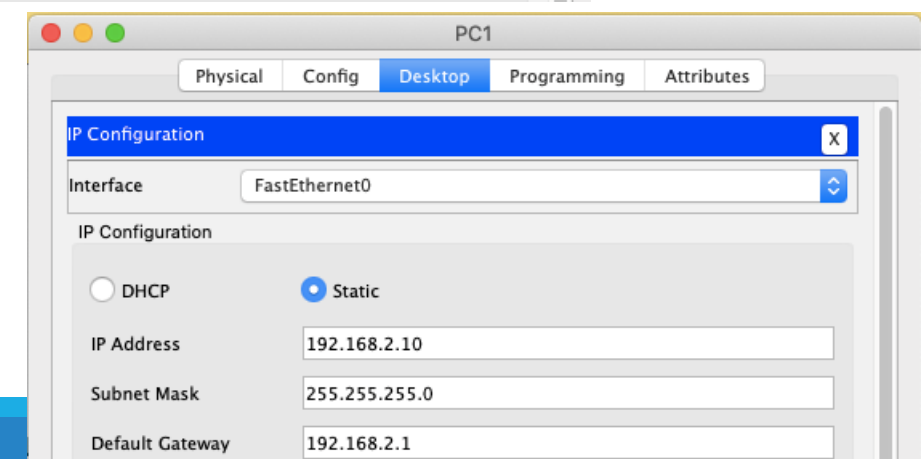 PC1
Physical Config Desktop Programming Attributes
IP Configuration X
Interface FastEthernet0
IP Configuration
DHCP Static
IP Address 192.168.2.10
Subnet Mask 255.255.255.0
Default Gateway 192.168.2.1